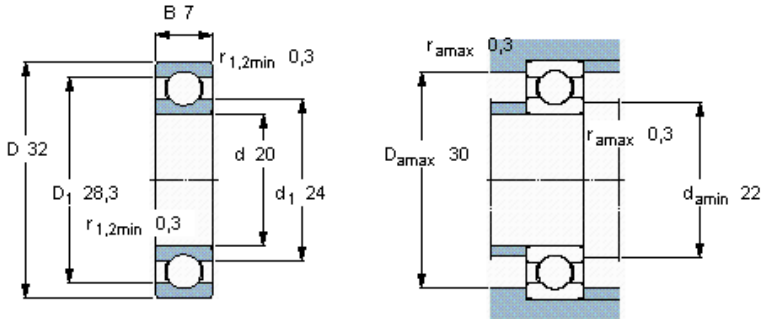 B 7
r1,2min 0,3
D 32
D1 28,3
d 20
d1 24
r1,2min 0,3
ramax 0,3
Damax 30
ramax 0,3
damin 22